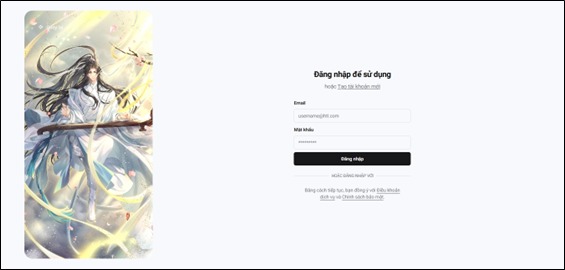 Đăng nhập để sử dụng
hoặc Tạo tài khoản mới
Email
username@hit.com
Mật khẩu
Đăng nhập
HOẶC ĐĂNG NHẬP VỚI
Bằng cách tiếp tục, bạn đồng ý với Điều khoản
dịch vụ và Chính sách bảo mật.